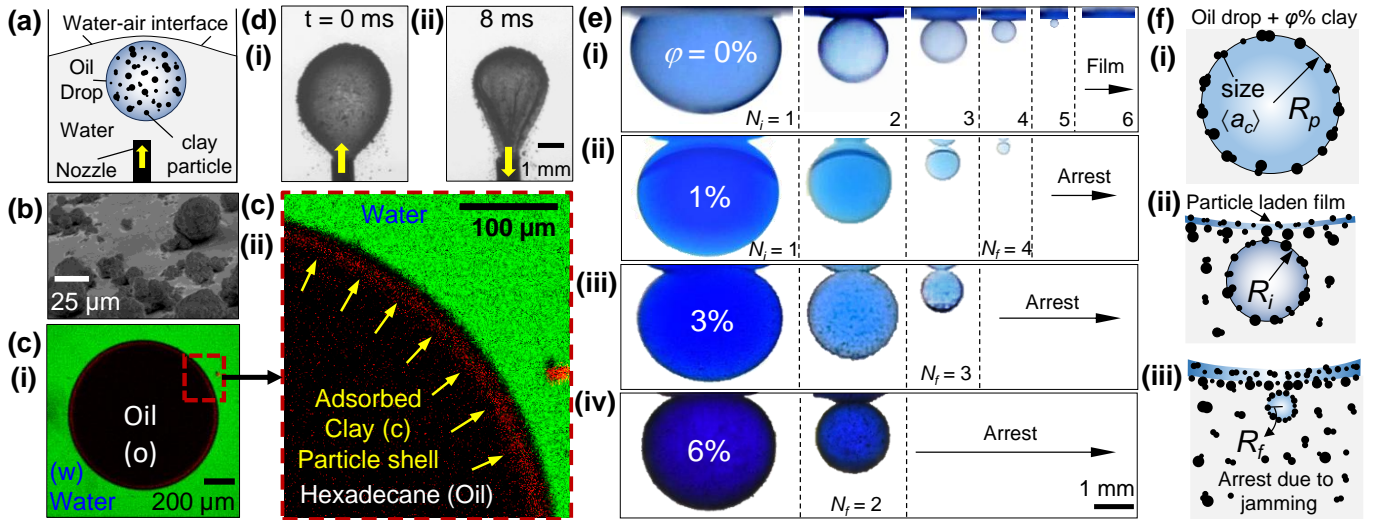 (a)
Water-air interface
Oil
Drop
Water
Nozzle
clay
particle
(b)
25 µm
(c)
(i)
Oil
(o)
(w)
Water
200 µm
(d)
t = 0 ms
(i)
(ii)
8 ms
1 mm
(c)
(ii)
Water
100 µm
Adsorbed
Clay (c)
Particle shell
Hexadecane (Oil)
(e)
(i)
φ = 0%
Film
N_i = 1
2
3
4
5
6
(ii)
1%
Arrest
N_i = 1
N_f = 4
(iii)
3%
Arrest
N_f = 3
(iv)
6%
Arrest
N_f = 2
1 mm
(f)
Oil drop + φ% clay
(i)
size
⟨a_c⟩
R_p
(ii)
Particle laden film
R_i
(iii)
R_f
Arrest due to
jamming